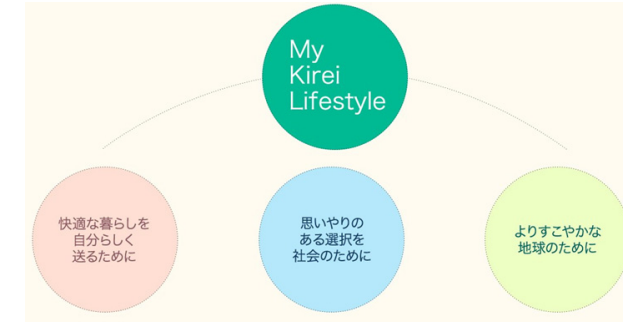 My
Kirei
Lifestyle
快適な暮らしを
自分らしく
送るために
思いやりの
ある選択を
社会のために
よりすこやかな
地球のために